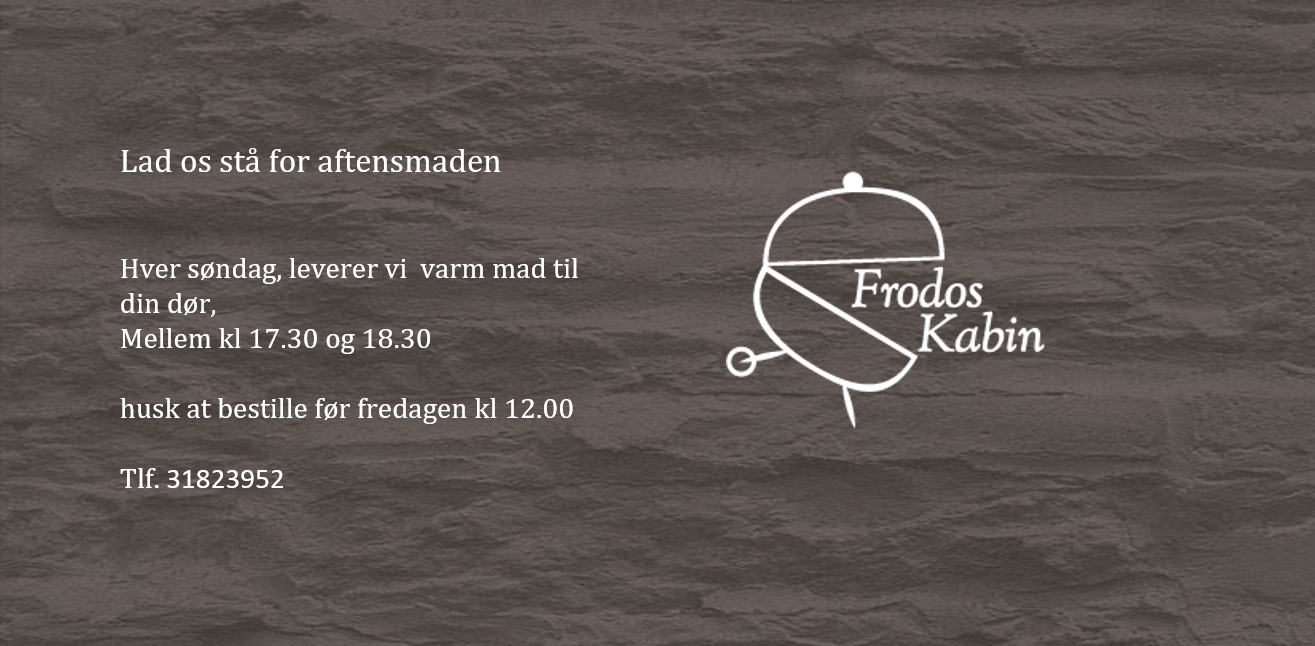 Lad os stå for aftensmaden
Hver søndag, leverer vi  varm mad til
din dør,
Mellem kl 17.30 og 18.30
husk at bestille før fredagen kl 12.00
Tlf. 31823952
Frodos
Kabin